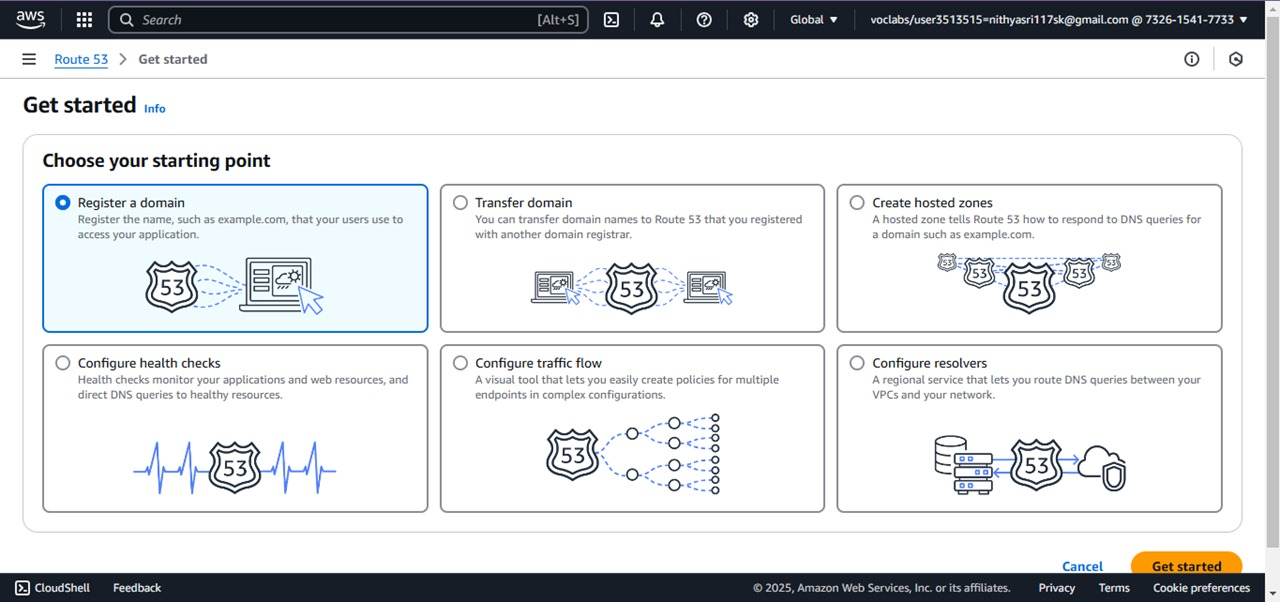 aws
Search [Alt+S] Global voclabs/user3513515=nithyasri117sk@gmail.com @ 7326-1541-7733
Route 53 > Get started
Get started Info
Choose your starting point
Register a domain
Register the name, such as example.com, that your users use to
access your application.
53
Transfer domain
You can transfer domain names to Route 53 that you registered
with another domain registrar.
53
Create hosted zones
A hosted zone tells Route 53 how to respond to DNS queries for
a domain such as example.com.
53 53 53 53 53
Configure health checks
Health checks monitor your applications and web resources, and
direct DNS queries to healthy resources.
53
Configure traffic flow
A visual tool that lets you easily create policies for multiple
endpoints in complex configurations.
53
Configure resolvers
A regional service that lets you route DNS queries between your
VPCs and your network.
53
Cancel Get started
CloudShell Feedback © 2025, Amazon Web Services, Inc. or its affiliates. Privacy Terms Cookie preferences